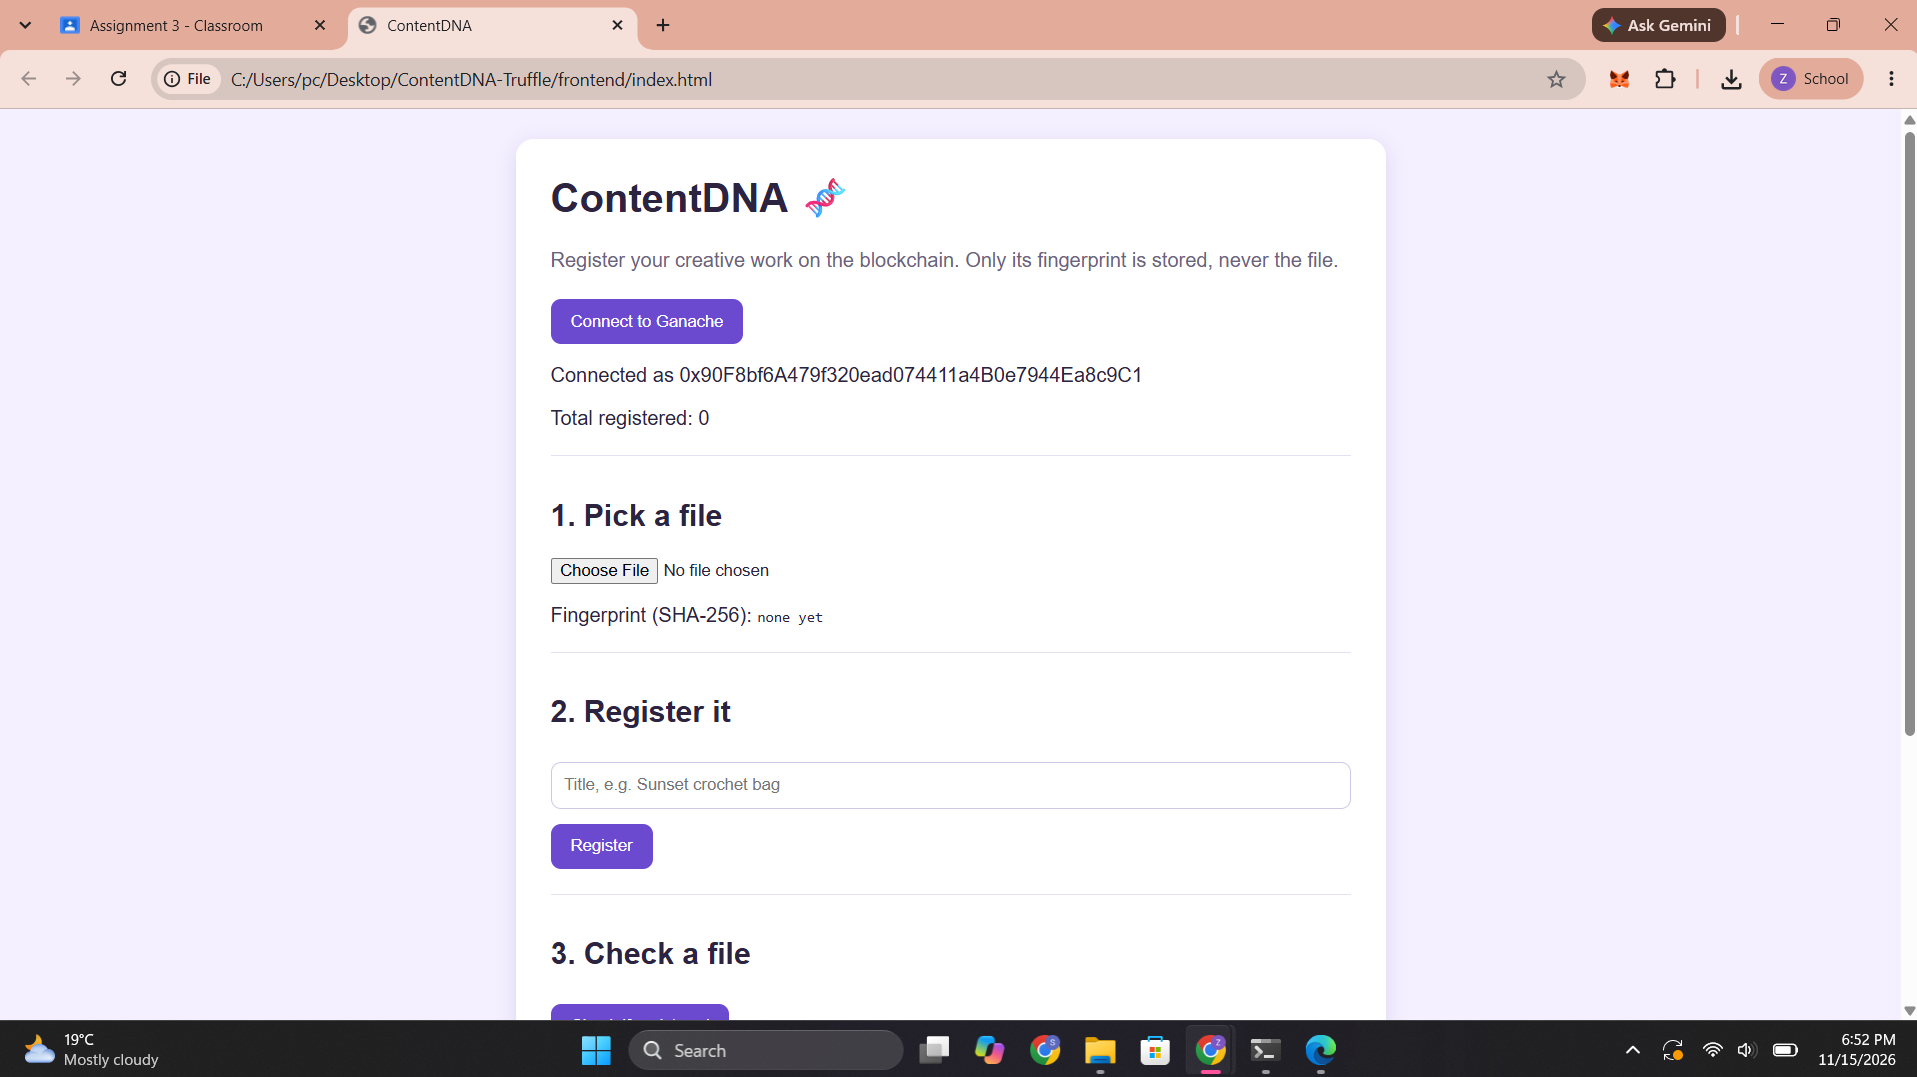 Assignment 3 - Classroom
ContentDNA
Ask Gemini
File
C:/Users/pc/Desktop/ContentDNA-Truffle/frontend/index.html
Z
School
ContentDNA
Register your creative work on the blockchain. Only its fingerprint is stored, never the file.
Connect to Ganache
Connected as 0x90F8bf6A479f320ead074411a4B0e7944Ea8c9C1
Total registered: 0
1. Pick a file
Choose File No file chosen
Fingerprint (SHA-256): none yet
2. Register it
Title, e.g. Sunset crochet bag
Register
3. Check a file
19°C
Mostly cloudy
Search
6:52 PM
11/15/2026